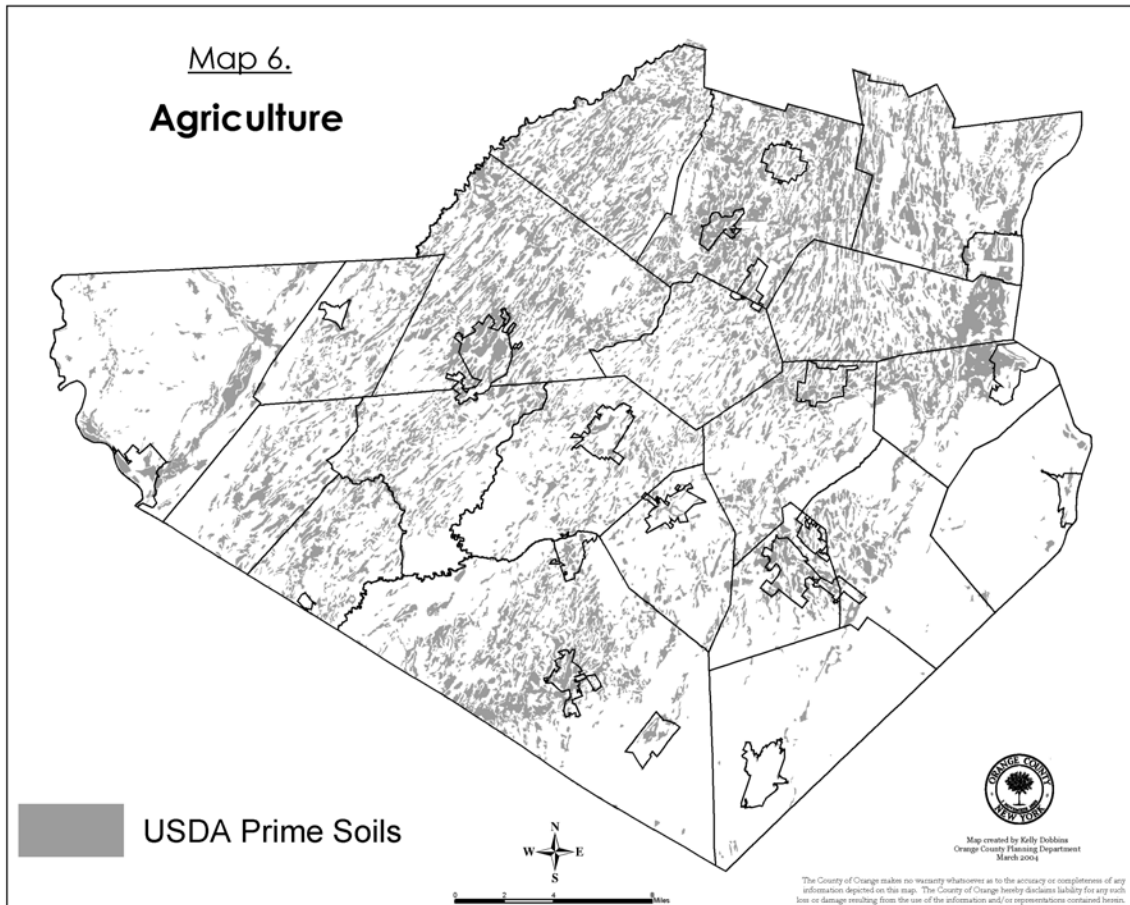 Map 6.
Agriculture
USDA Prime Soils
N
W E
S
0 2 4 8
Miles
ORANGE COUNTY
NEW YORK
Map created by Kelly Dobbins
Orange County Planning Department
March 2004
The County of Orange makes no warranty whatsoever as to the accuracy or completeness of any
information depicted on this map. The County of Orange hereby disclaims liability for any such
loss or damage resulting from the use of the information and/or representations contained herein.